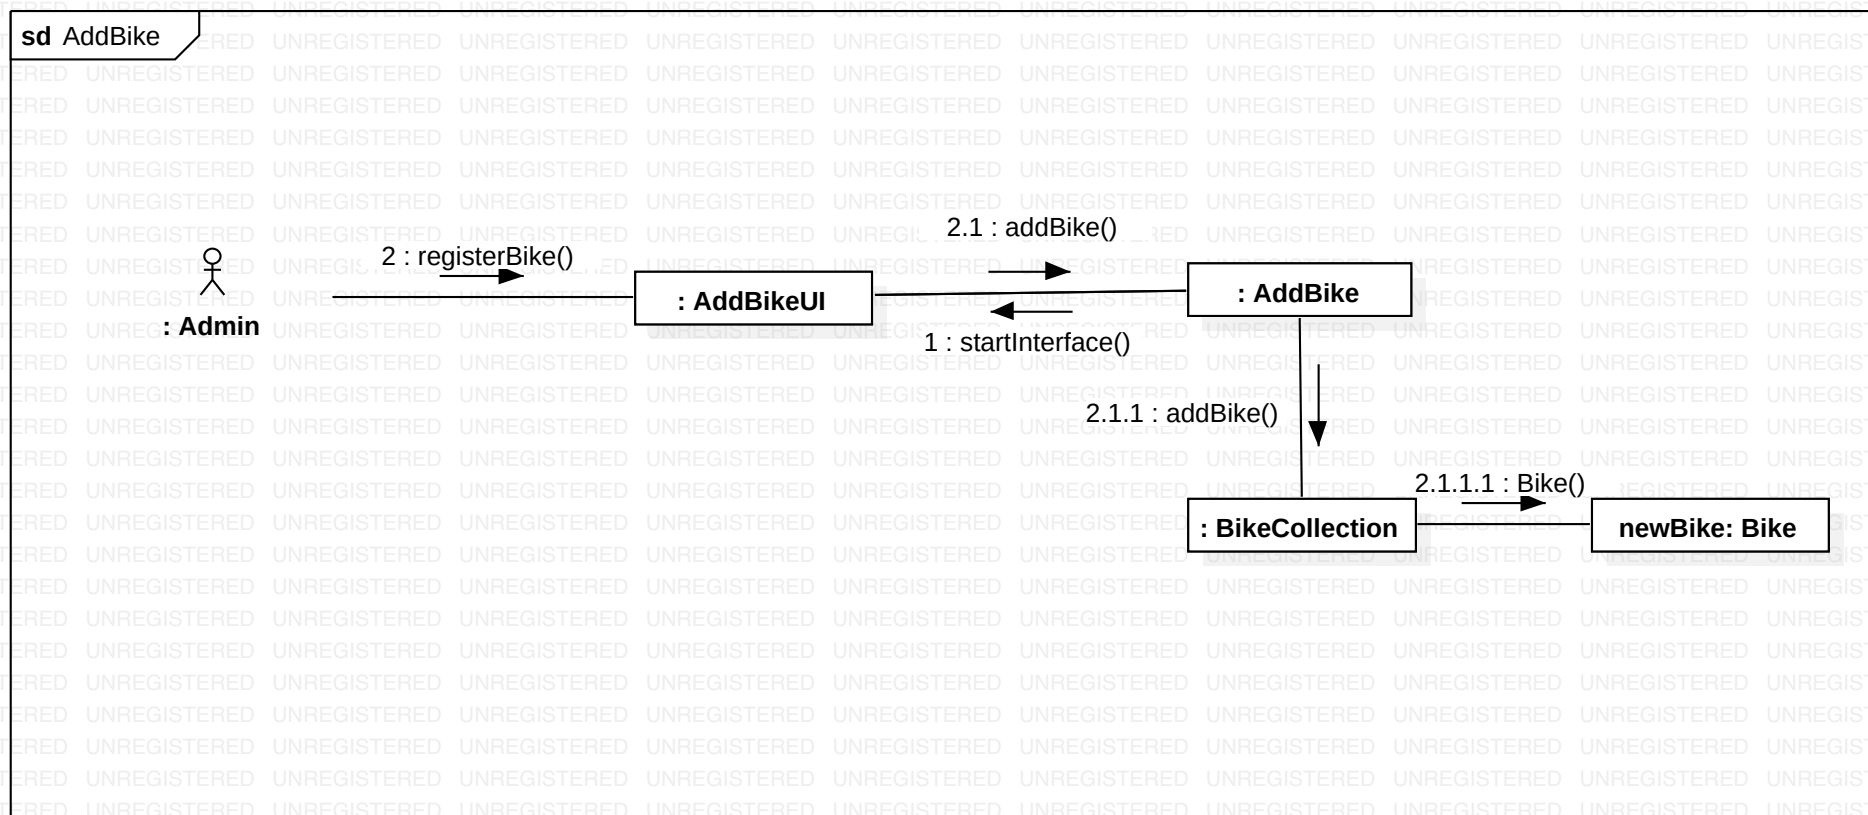 sd AddBike
2.1 : addBike()
2 : registerBike()
: AddBikeUI
: AddBike
: Admin
1 : startInterface()
2.1.1 : addBike()
2.1.1.1 : Bike()
: BikeCollection
newBike: Bike
UNREGISTERED